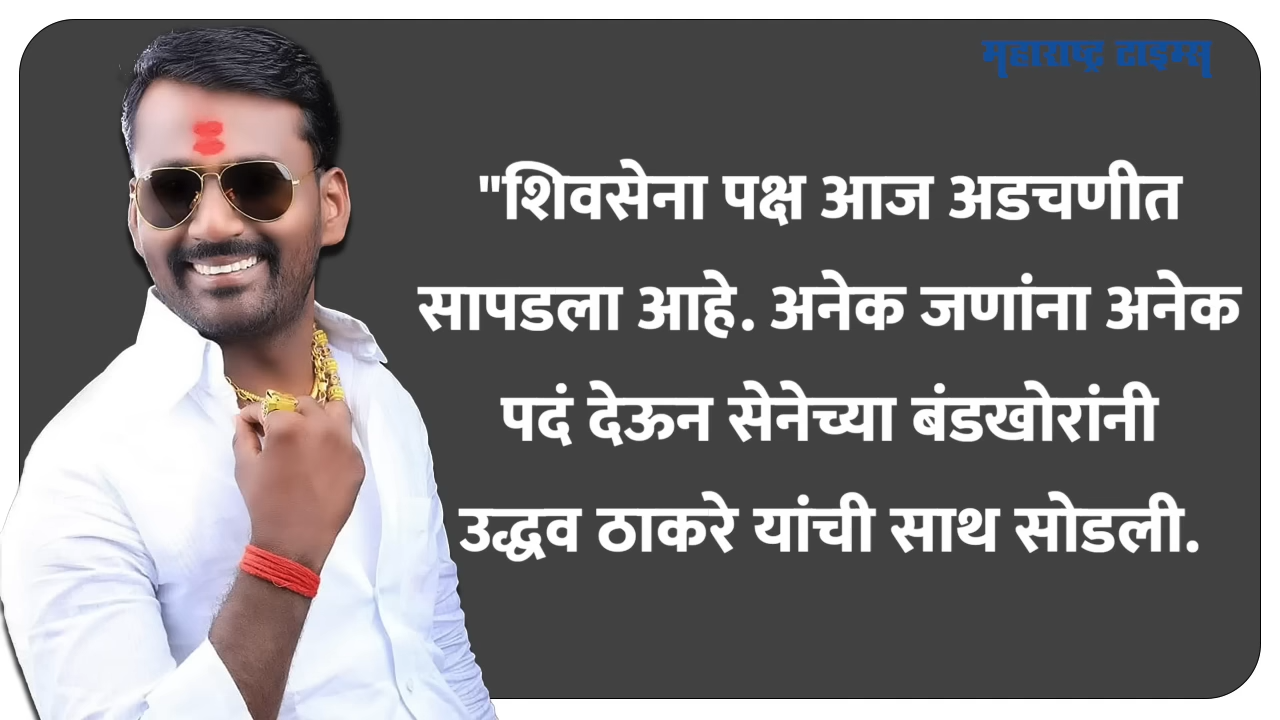 महाराष्ट्र टाइम्स
"शिवसेना पक्ष आज अडचणीत
सापडला आहे. अनेक जणांना अनेक
पदं देऊन सेनेच्या बंडखोरांनी
उद्धव ठाकरे यांची साथ सोडली.